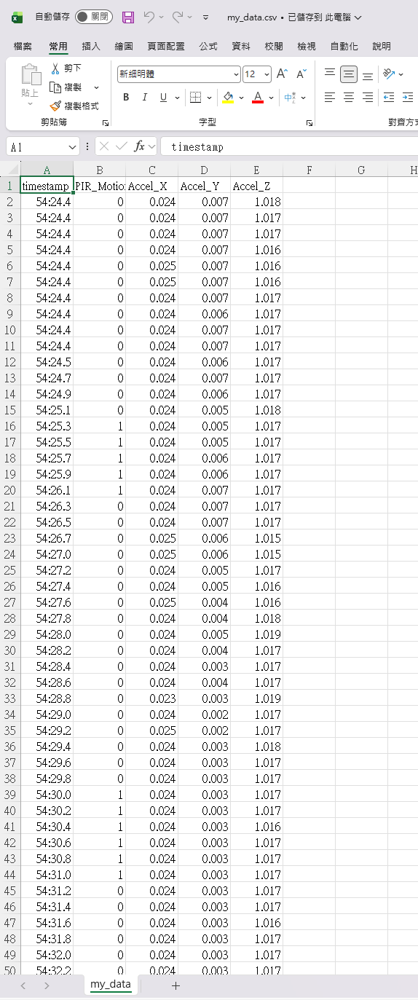 自動儲存 關閉 my_data.csv • 已儲存到 此電腦
檔案 常用 插入 繪圖 頁面配置 公式 資料 校閱 檢視 自動化 說明
貼上 剪下
複製
複製格式
新細明體 12 A A
B I U A 中
剪貼簿 字型 對齊方式
A1 fx timestamp
A B C D E F G H
1 timestamp PIR_Motio Accel_X Accel_Y Accel_Z
2 54:24.4 0 0.024 0.007 1.018
3 54:24.4 0 0.024 0.007 1.017
4 54:24.4 0 0.024 0.007 1.017
5 54:24.4 0 0.024 0.007 1.016
6 54:24.4 0 0.025 0.007 1.016
7 54:24.4 0 0.025 0.007 1.016
8 54:24.4 0 0.024 0.007 1.017
9 54:24.4 0 0.024 0.006 1.017
10 54:24.4 0 0.024 0.007 1.017
11 54:24.4 0 0.024 0.007 1.017
12 54:24.5 0 0.024 0.006 1.017
13 54:24.7 0 0.024 0.007 1.017
14 54:24.9 0 0.024 0.006 1.017
15 54:25.1 0 0.024 0.005 1.018
16 54:25.3 1 0.024 0.005 1.017
17 54:25.5 1 0.024 0.005 1.017
18 54:25.7 1 0.024 0.006 1.017
19 54:25.9 1 0.024 0.006 1.017
20 54:26.1 1 0.024 0.007 1.017
21 54:26.3 0 0.024 0.007 1.017
22 54:26.5 0 0.024 0.007 1.017
23 54:26.7 0 0.025 0.006 1.015
24 54:27.0 0 0.025 0.006 1.015
25 54:27.2 0 0.024 0.005 1.017
26 54:27.4 0 0.024 0.005 1.016
27 54:27.6 0 0.025 0.004 1.016
28 54:27.8 0 0.024 0.004 1.018
29 54:28.0 0 0.024 0.005 1.019
30 54:28.2 0 0.024 0.004 1.017
31 54:28.4 0 0.024 0.003 1.017
32 54:28.6 0 0.024 0.004 1.017
33 54:28.8 0 0.023 0.003 1.019
34 54:29.0 0 0.024 0.002 1.017
35 54:29.2 0 0.025 0.002 1.017
36 54:29.4 0 0.024 0.003 1.018
37 54:29.6 0 0.024 0.003 1.017
38 54:29.8 0 0.024 0.003 1.017
39 54:30.0 1 0.024 0.003 1.017
40 54:30.2 1 0.024 0.003 1.017
41 54:30.4 1 0.024 0.003 1.016
42 54:30.6 1 0.024 0.003 1.017
43 54:30.8 1 0.024 0.003 1.017
44 54:31.0 1 0.024 0.003 1.017
45 54:31.2 0 0.024 0.003 1.017
46 54:31.4 0 0.024 0.003 1.017
47 54:31.6 0 0.024 0.003 1.016
48 54:31.8 0 0.024 0.003 1.017
49 54:32.0 0 0.024 0.003 1.017
50 54:32.2 0 0.024 0.003 1.017
my_data